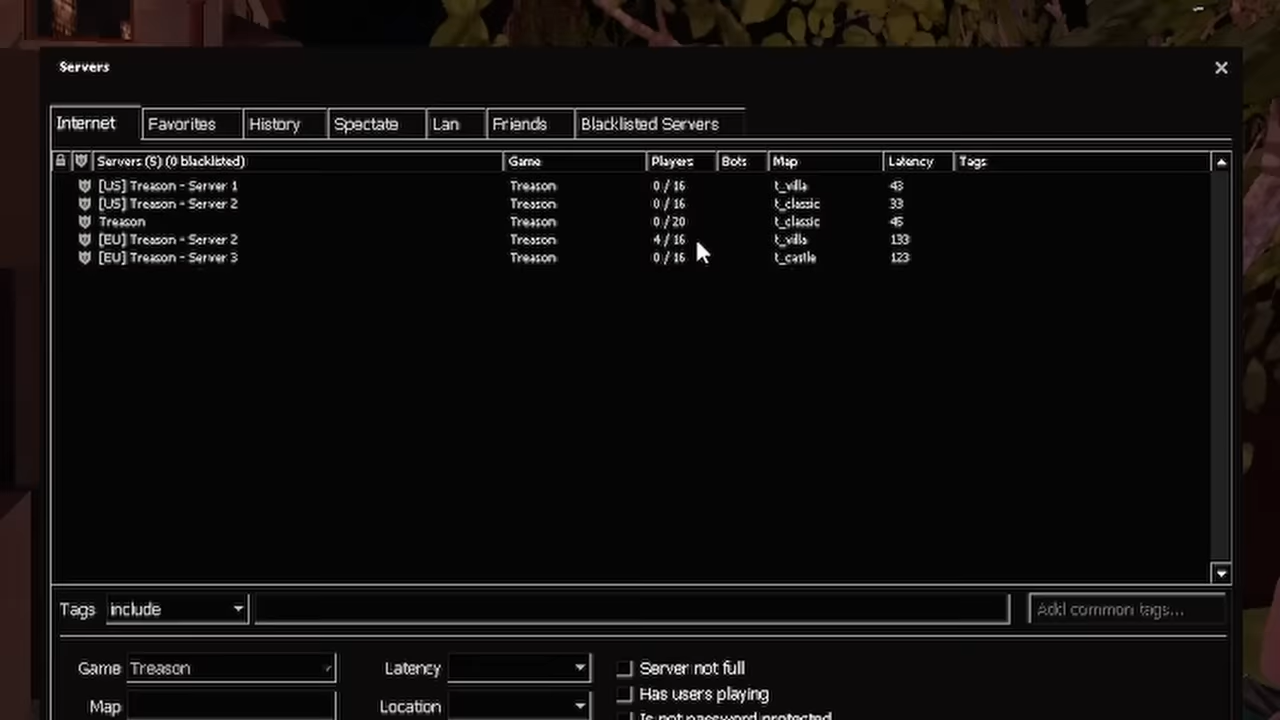 Servers
Internet Favorites History Spectate Lan Friends Blacklisted Servers
Servers (5) (0 blacklisted) Game Players Bots Map Latency Tags
[US] Treason - Server 1 Treason 0 / 16 t_villa 43
[US] Treason - Server 2 Treason 0 / 16 t_classic 33
Treason Treason 0 / 20 t_classic 45
[EU] Treason - Server 2 Treason 4 / 16 t_villa 133
[EU] Treason - Server 3 Treason 0 / 16 t_castle 123
Tags include Add common tags...
Game Treason Latency Server not full
Has users playing
Map Location
Is not password protected